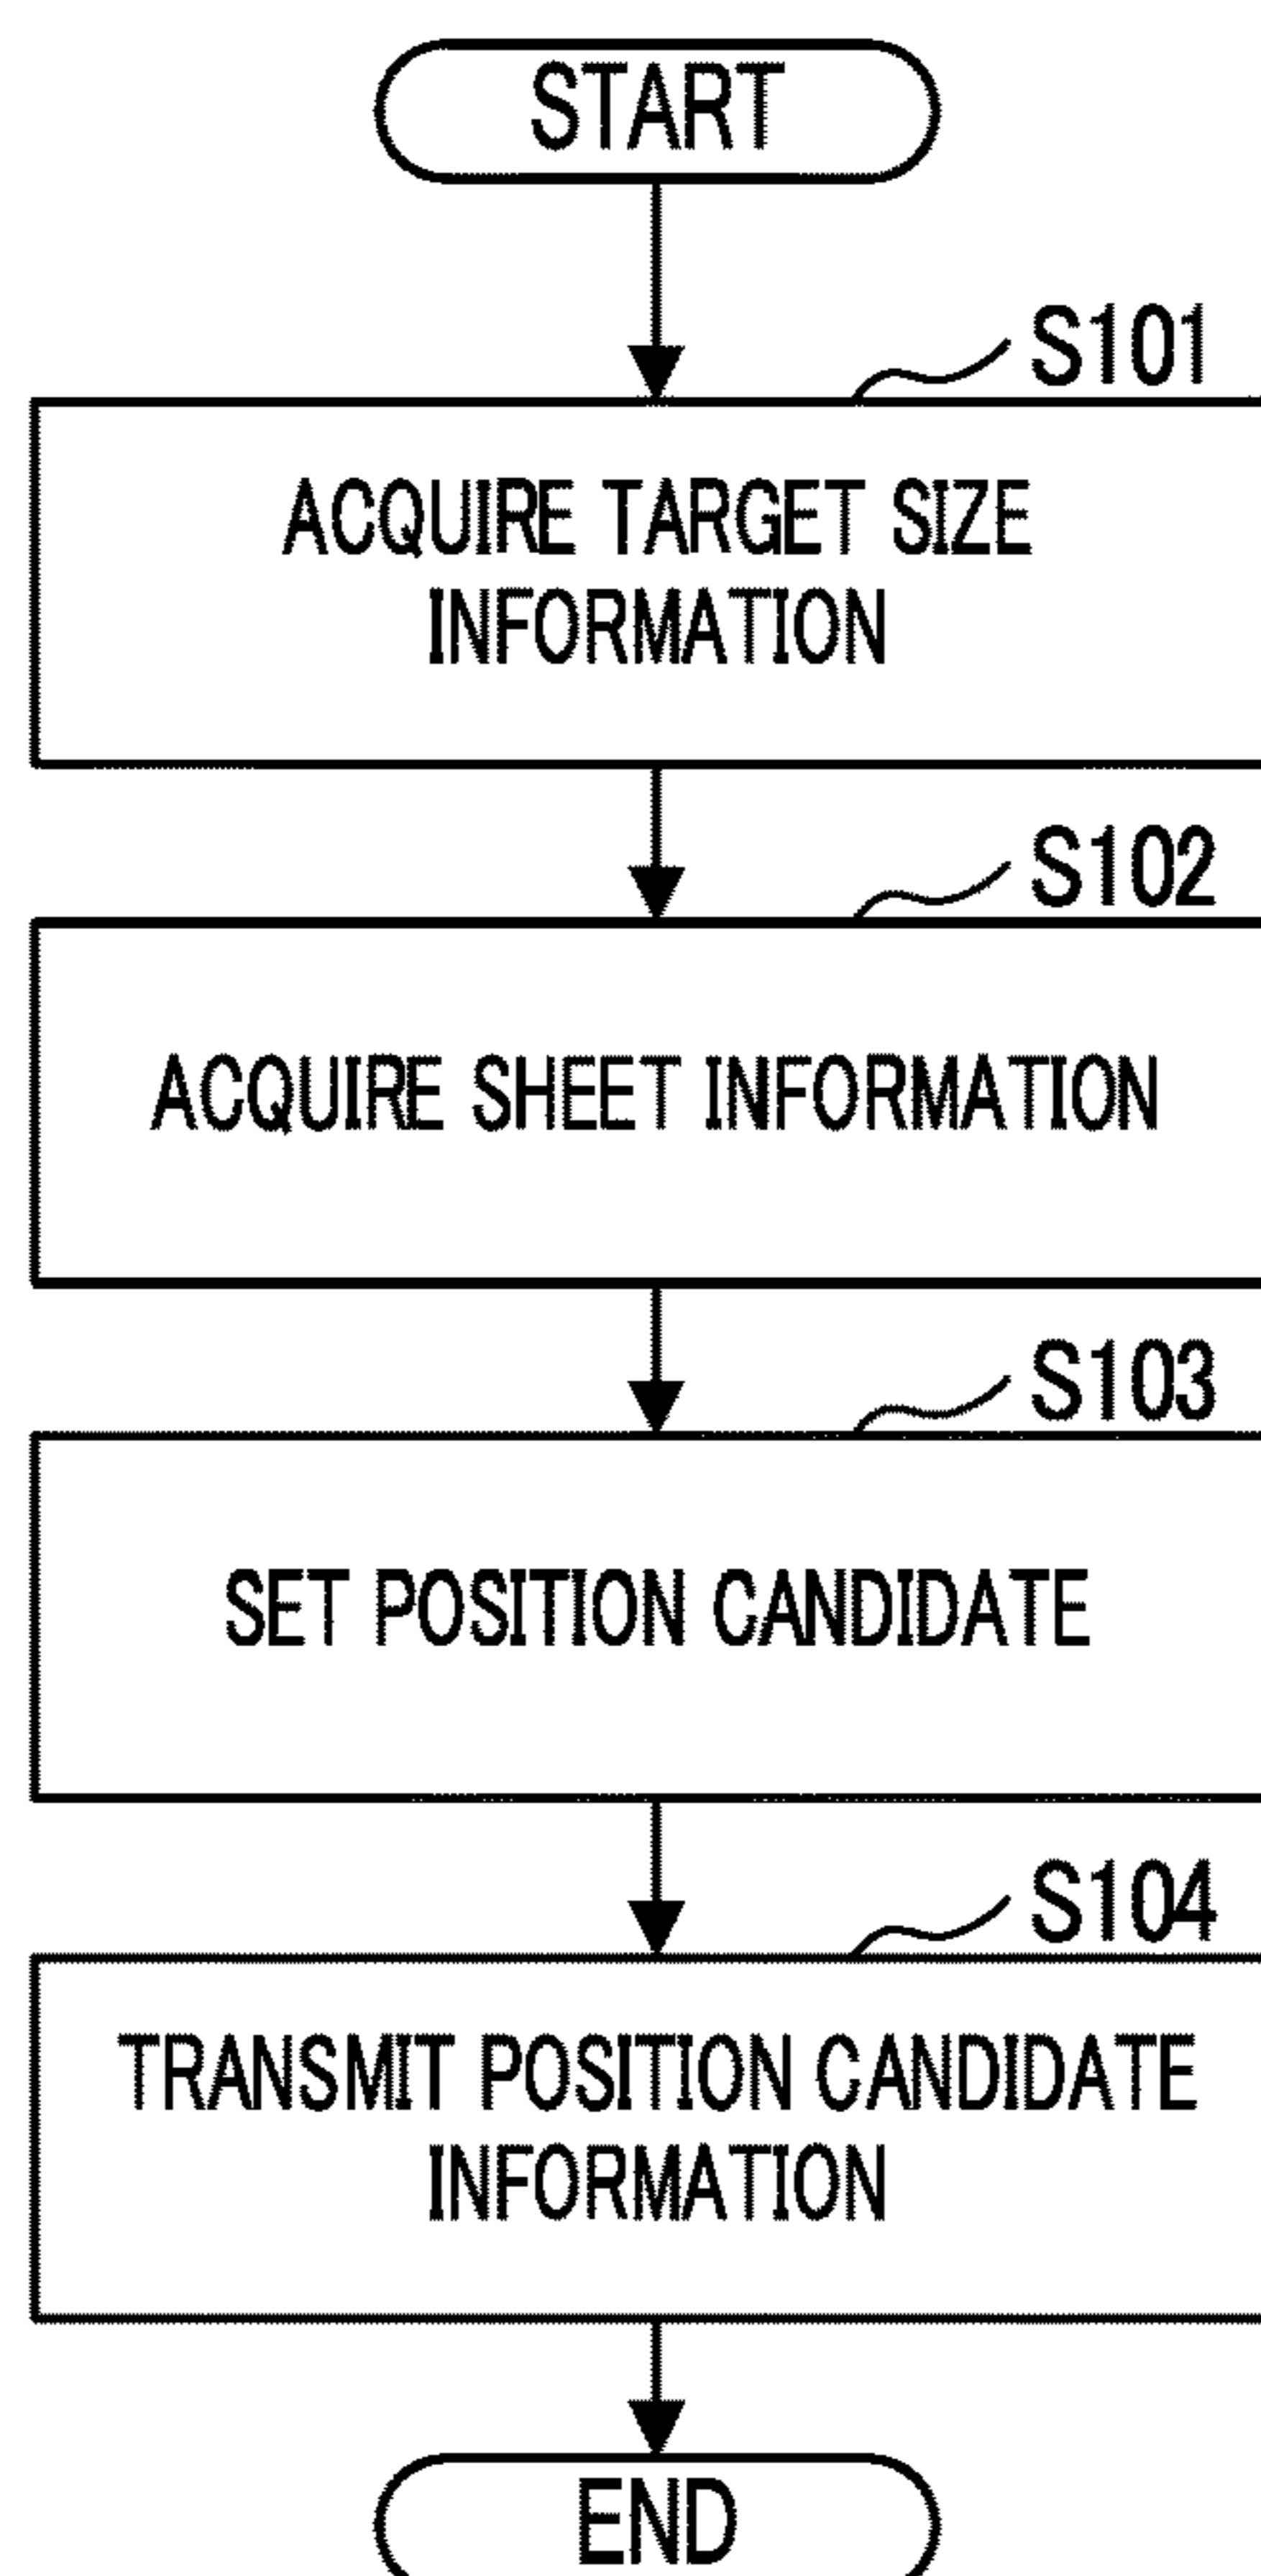 START
S101
ACQUIRE TARGET SIZE
INFORMATION
S102
ACQUIRE SHEET INFORMATION
S103
SET POSITION CANDIDATE
S104
TRANSMIT POSITION CANDIDATE
INFORMATION
END